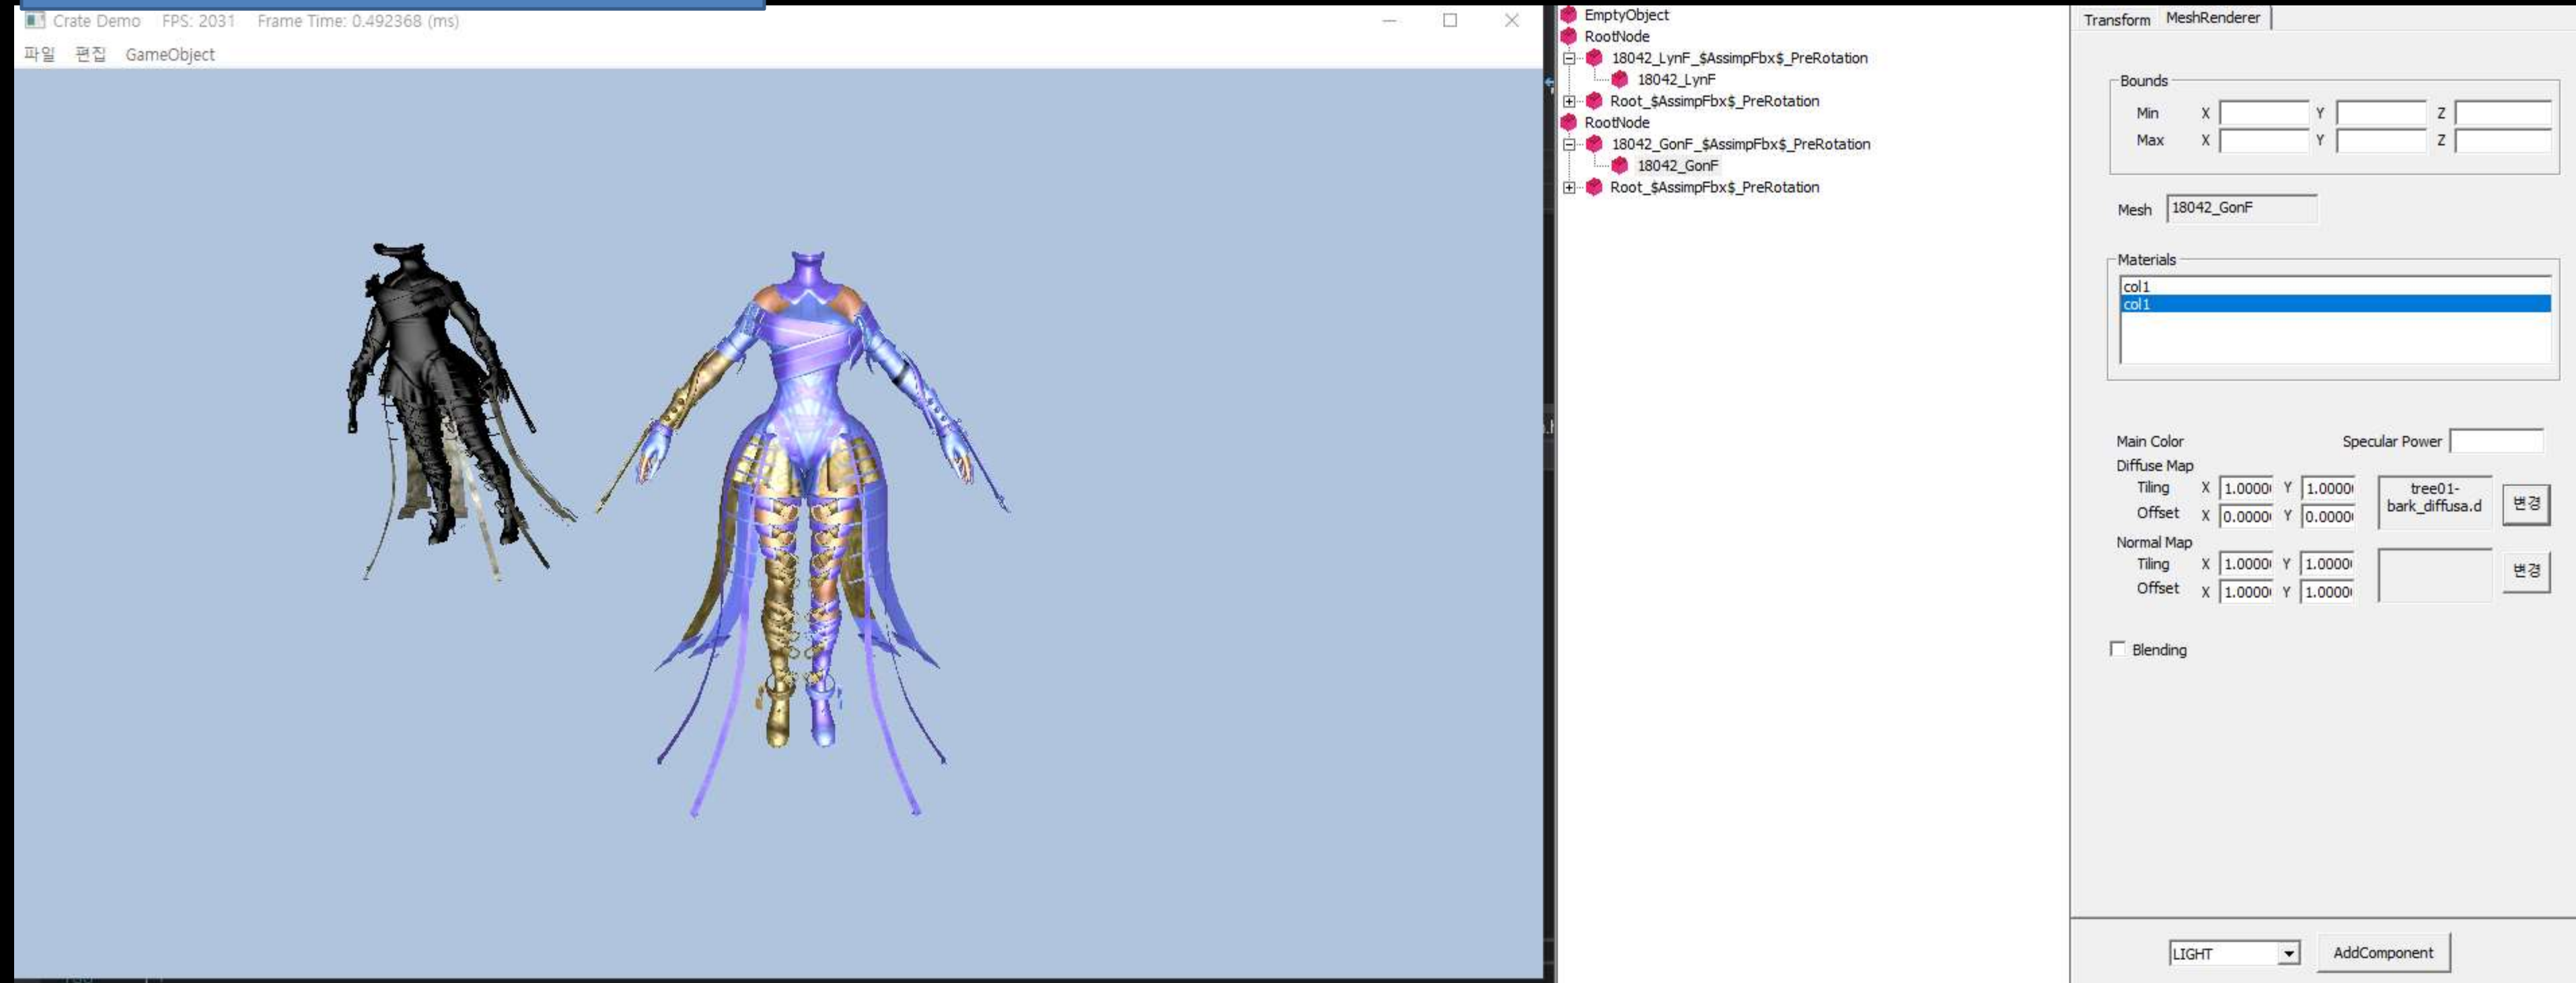 Crate Demo FPS: 2031 Frame Time: 0.492368 (ms)
파일 편집 GameObject
EmptyObject
RootNode
18042_LynF_$AssimpFbx$_PreRotation
18042_LynF
Root_$AssimpFbx$_PreRotation
RootNode
18042_GonF_$AssimpFbx$_PreRotation
18042_GonF
Root_$AssimpFbx$_PreRotation
Transform MeshRenderer
Bounds
Min X Y Z
Max X Y Z
Mesh 18042_GonF
Materials
col1
col1
Main Color Specular Power
Diffuse Map
Tiling X 1.0000 Y 1.0000
Offset X 0.0000 Y 0.0000
tree01-
bark_diffusa.d
변경
Normal Map
Tiling X 1.0000 Y 1.0000
Offset X 1.0000 Y 1.0000
변경
Blending
LIGHT AddComponent